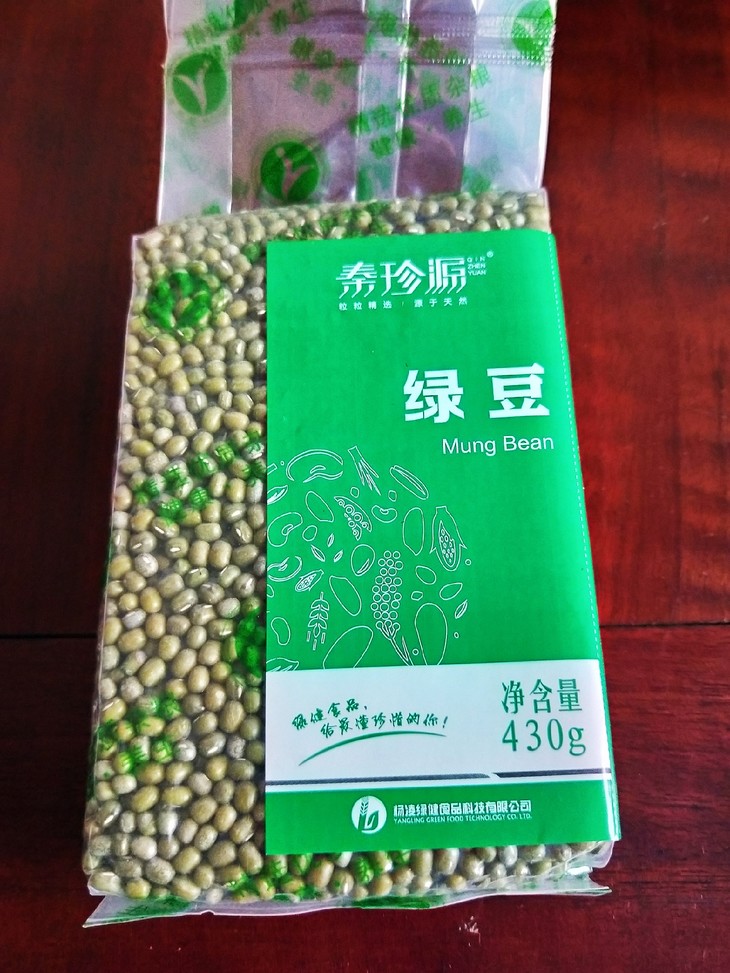 秦珍源®
QIN
ZHEN
YUAN
粒粒精选 · 源于天然
绿豆
Mung Bean
绿健食品,
给最懂珍惜的你!
净含量
430g
杨凌绿健食品科技有限公司
YANGLING GREEN FOOD TECHNOLOGY CO. LTD.